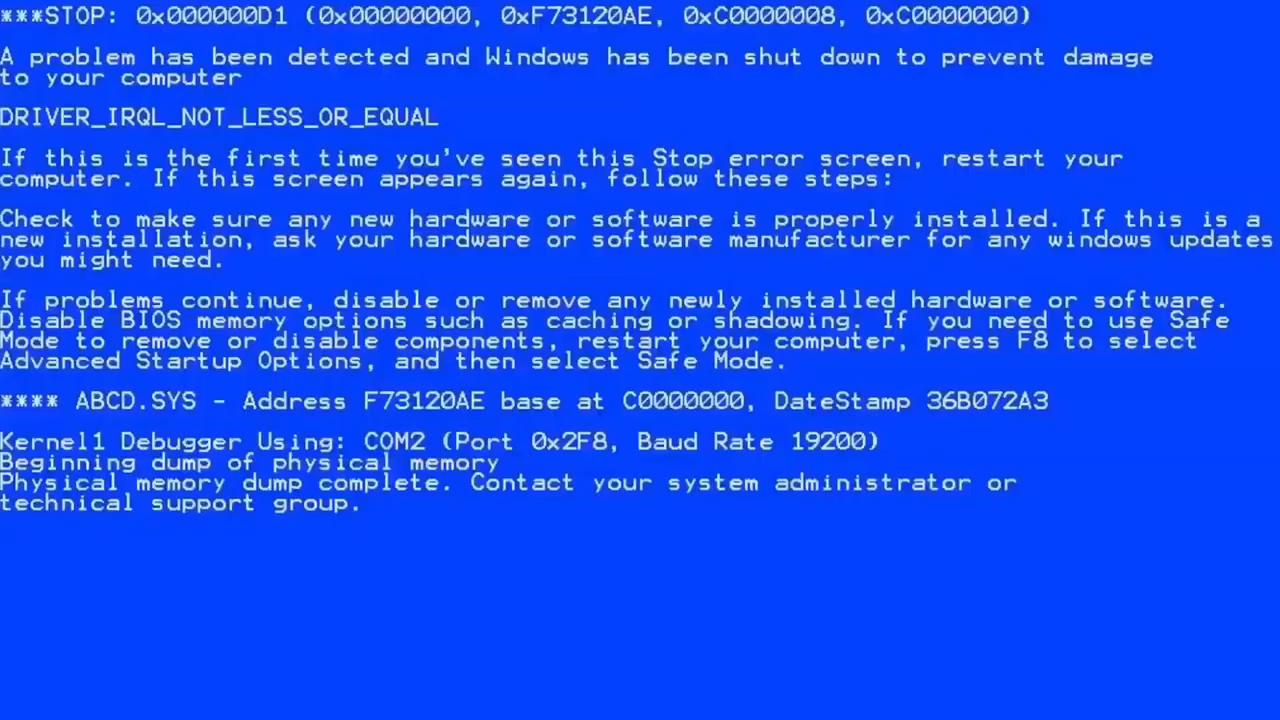 ***STOP: 0x000000D1 (0x00000000, 0xF73120AE, 0xC0000008, 0xC0000000)
A problem has been detected and Windows has been shut down to prevent damage
to your computer
DRIVER_IRQL_NOT_LESS_OR_EQUAL
If this is the first time you've seen this Stop error screen, restart your
computer. If this screen appears again, follow these steps:
Check to make sure any new hardware or software is properly installed. If this is a
new installation, ask your hardware or software manufacturer for any windows updates
you might need.
If problems continue, disable or remove any newly installed hardware or software.
Disable BIOS memory options such as caching or shadowing. If you need to use Safe
Mode to remove or disable components, restart your computer, press F8 to select
Advanced Startup Options, and then select Safe Mode.
**** ABCD.SYS - Address F73120AE base at C0000000, DateStamp 36B072A3
Kernel1 Debugger Using: COM2 (Port 0x2F8, Baud Rate 19200)
Beginning dump of physical memory
Physical memory dump complete. Contact your system administrator or
technical support group.